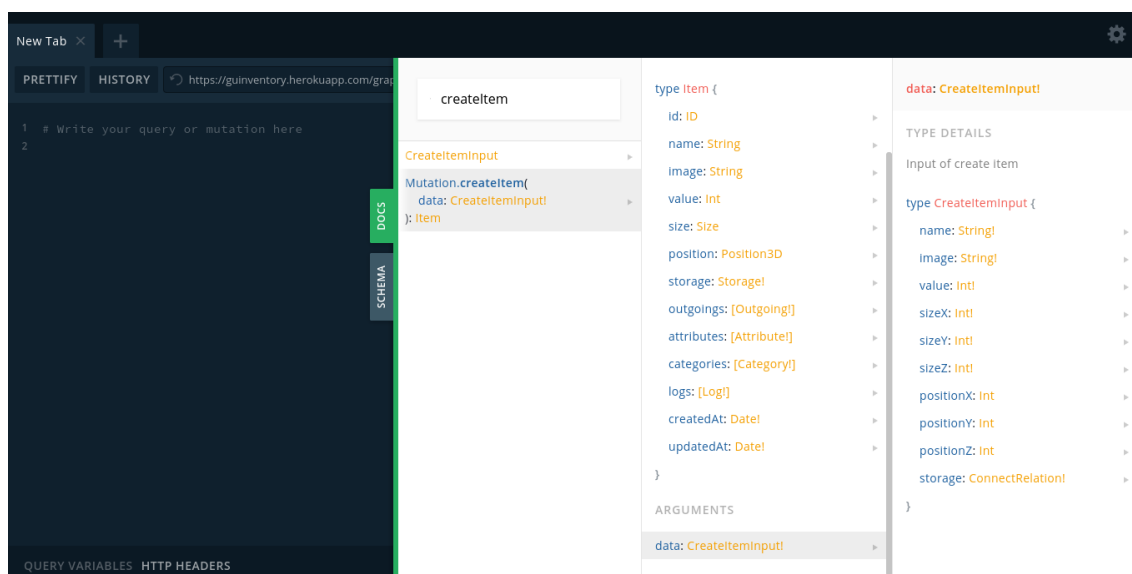 New Tab
PRETTIFY HISTORY https://guinventory.herokuapp.com/grap
1 # Write your query or mutation here
2
DOCS
SCHEMA
QUERY VARIABLES HTTP HEADERS
createItem
CreateItemInput
Mutation.createItem(
data: CreateItemInput!
): Item
type Item {
id: ID
name: String
image: String
value: Int
size: Size
position: Position3D
storage: Storage!
outgoings: [Outgoing!]
attributes: [Attribute!]
categories: [Category!]
logs: [Log!]
createdAt: Date!
updatedAt: Date!
}
ARGUMENTS
data: CreateItemInput!
data: CreateItemInput!
TYPE DETAILS
Input of create item
type CreateItemInput {
name: String!
image: String!
value: Int!
sizeX: Int!
sizeY: Int!
sizeZ: Int!
positionX: Int
positionY: Int
positionZ: Int
storage: ConnectRelation!
}